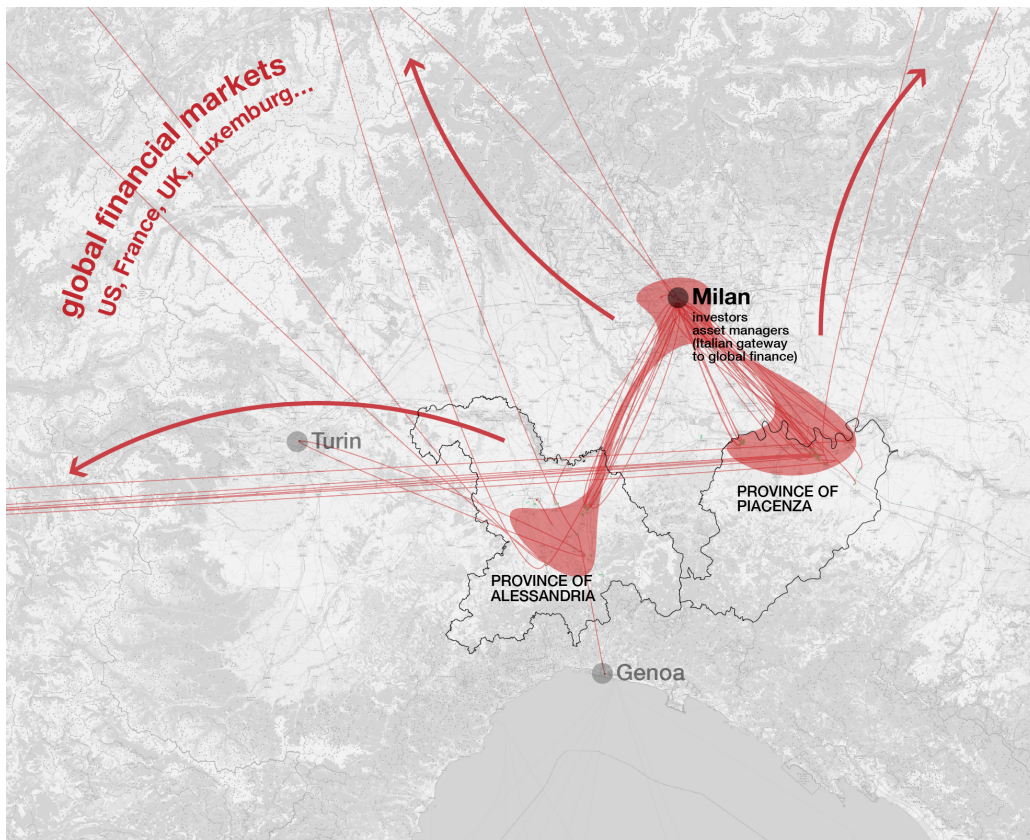 global financial markets
US, France, UK, Luxemburg...
Milan
investors
asset managers
(Italian gateway
to global finance)
Turin
PROVINCE OF
PIACENZA
PROVINCE OF
ALESSANDRIA
Genoa